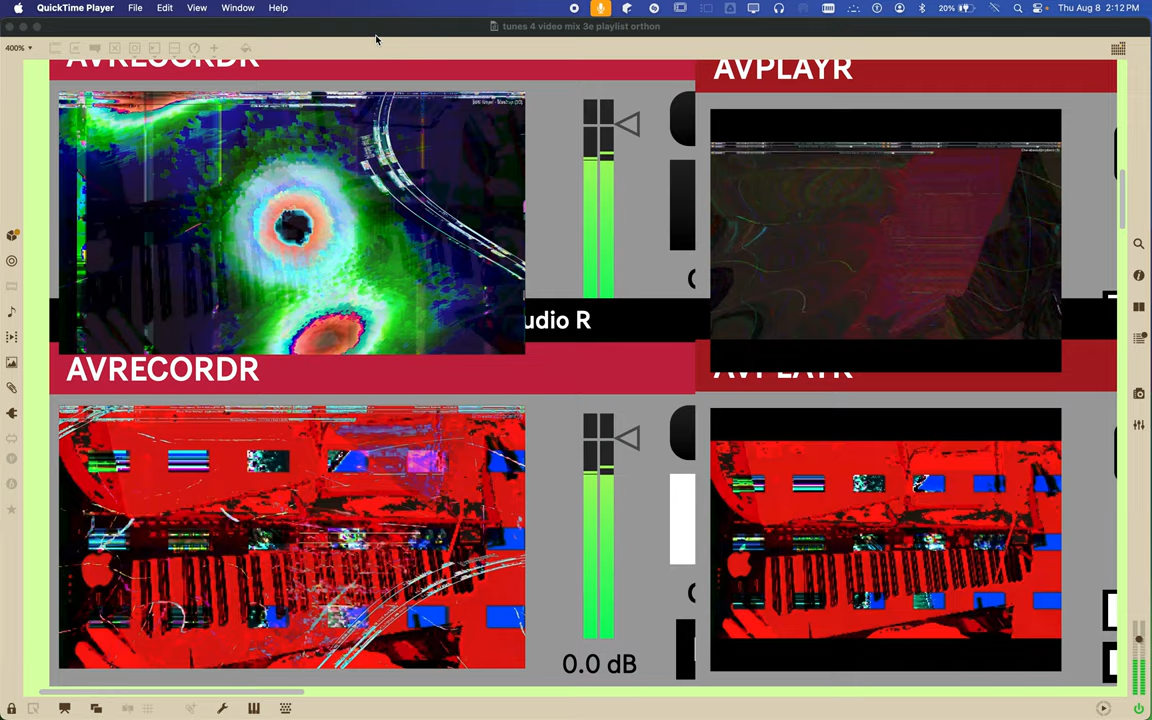 QuickTime Player File Edit View Window Help 20% Thu Aug 8 2:12 PM
tunes 4 video mix 3e playlist orthon
400%
AVRECORDR
AVPLAYR
udio R
AVRECORDR
AVPLAYR
0.0 dB